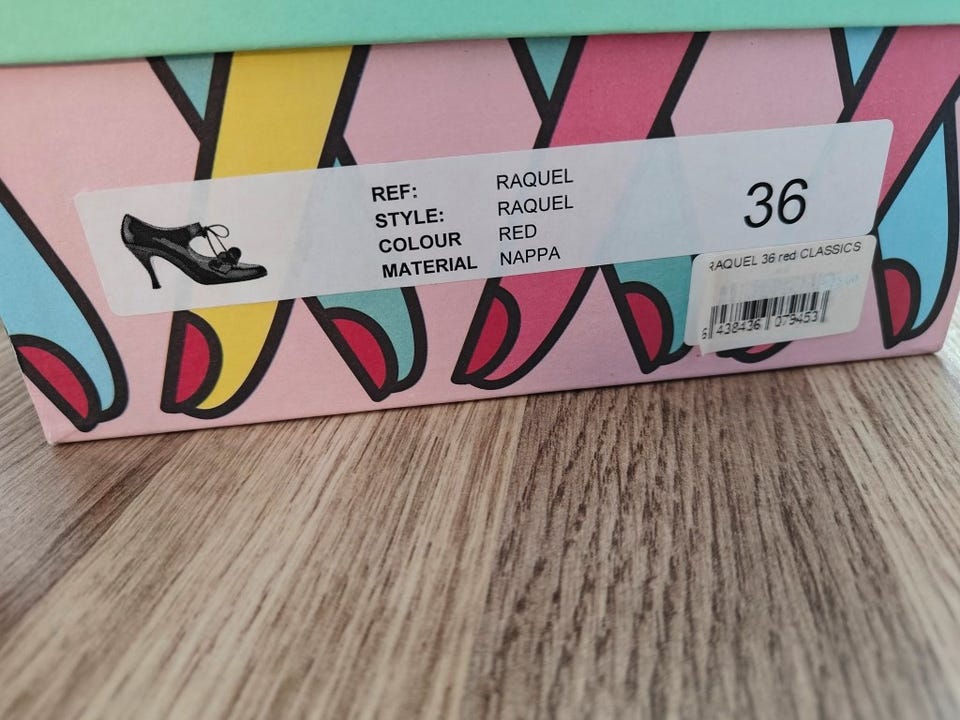 REF: RAQUEL
STYLE: RAQUEL
COLOUR RED
MATERIAL NAPPA
36
RAQUEL 36 red CLASSICS
6 438436 079453